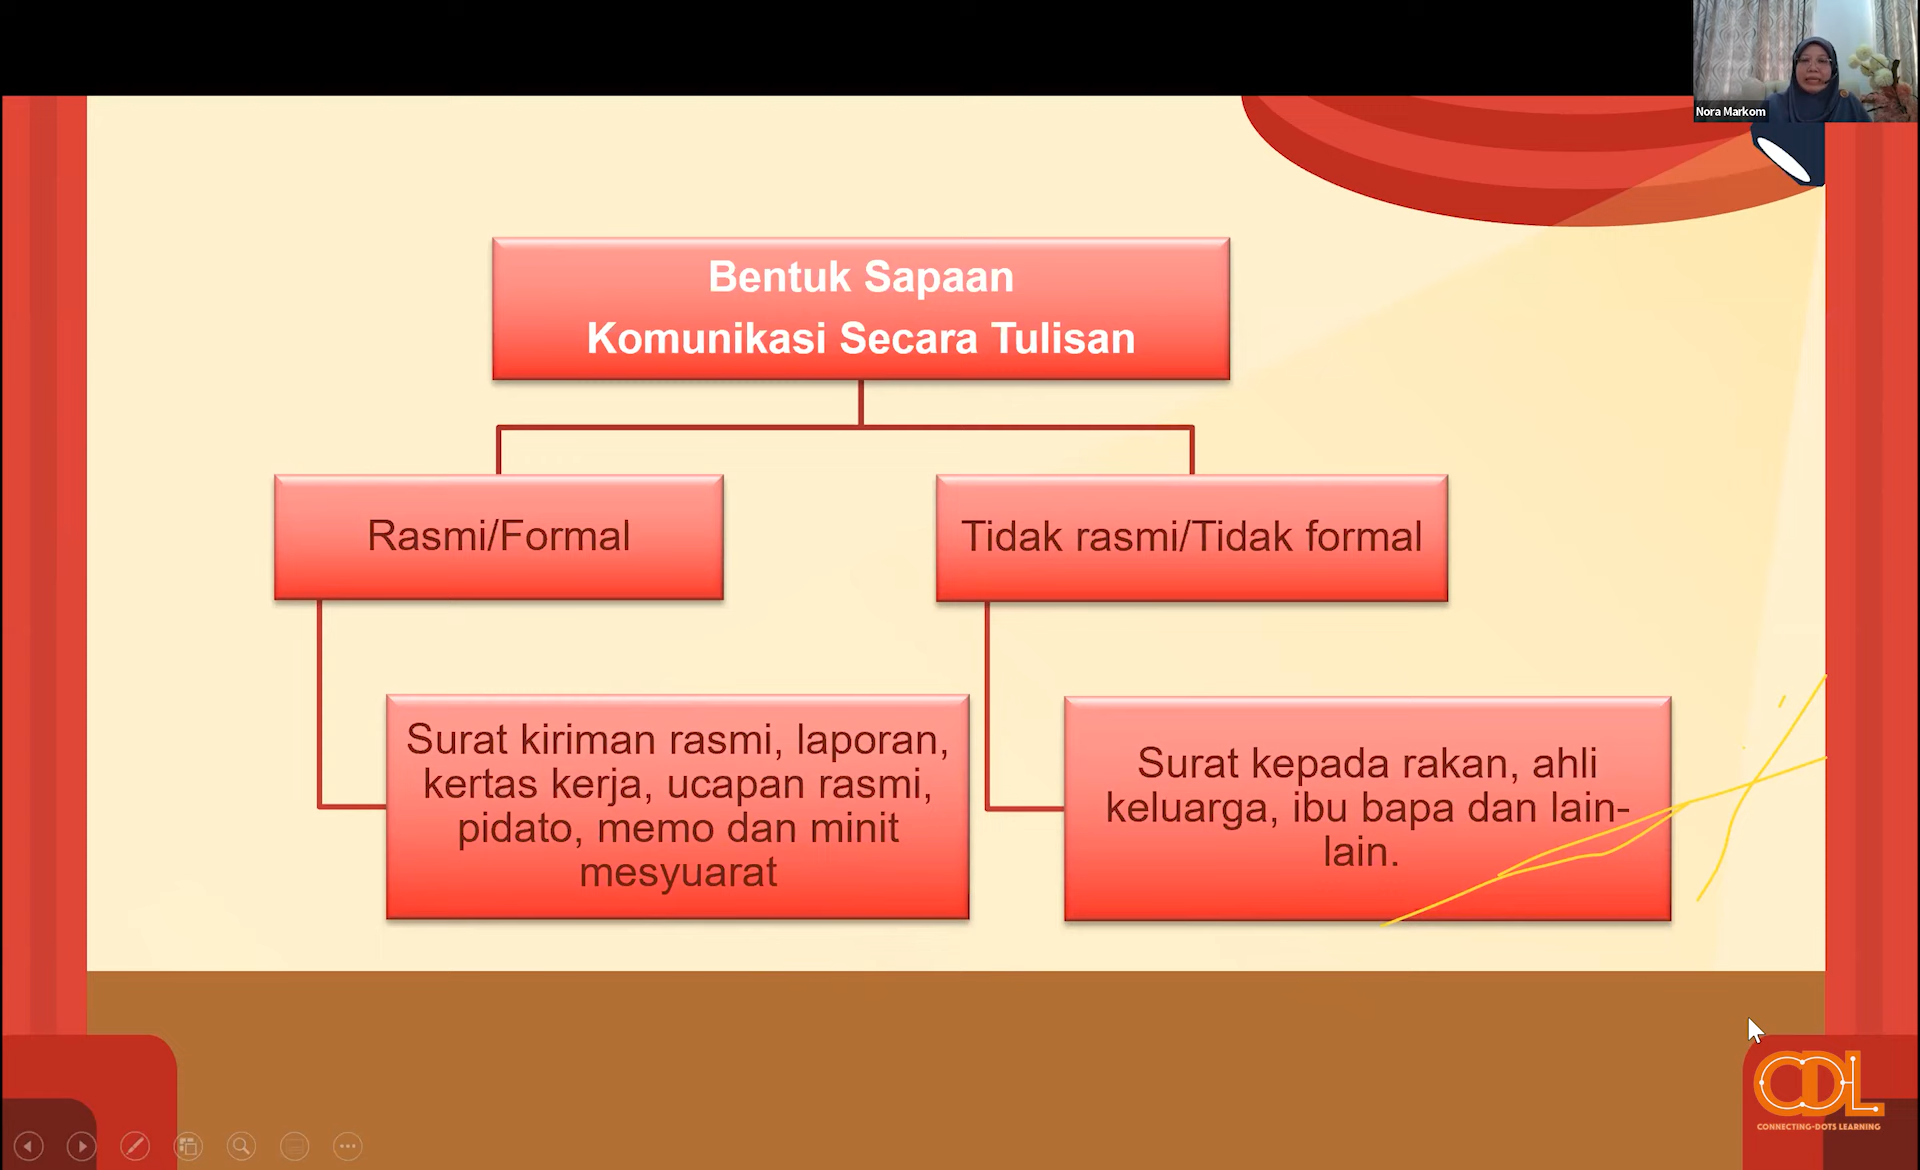 Nora Markom
Bentuk Sapaan
Komunikasi Secara Tulisan
Rasmi/Formal
Tidak rasmi/Tidak formal
Surat kiriman rasmi, laporan,
kertas kerja, ucapan rasmi,
pidato, memo dan minit
mesyuarat
Surat kepada rakan, ahli
keluarga, ibu bapa dan lain-
lain.
CDL
CONNECTING-DOTS LEARNING